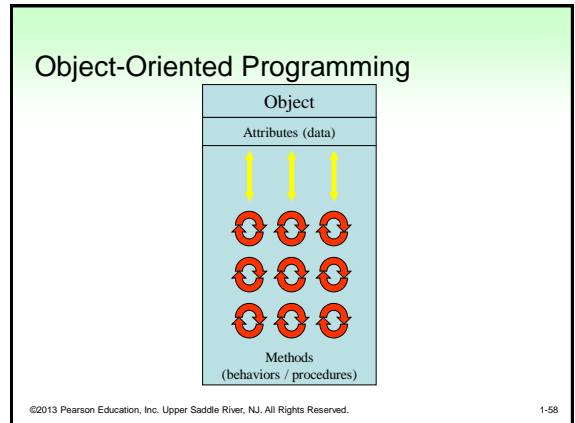 Object-Oriented Programming
Object
Attributes (data)
Methods
(behaviors / procedures)
©2013 Pearson Education, Inc. Upper Saddle River, NJ. All Rights Reserved.
1-58